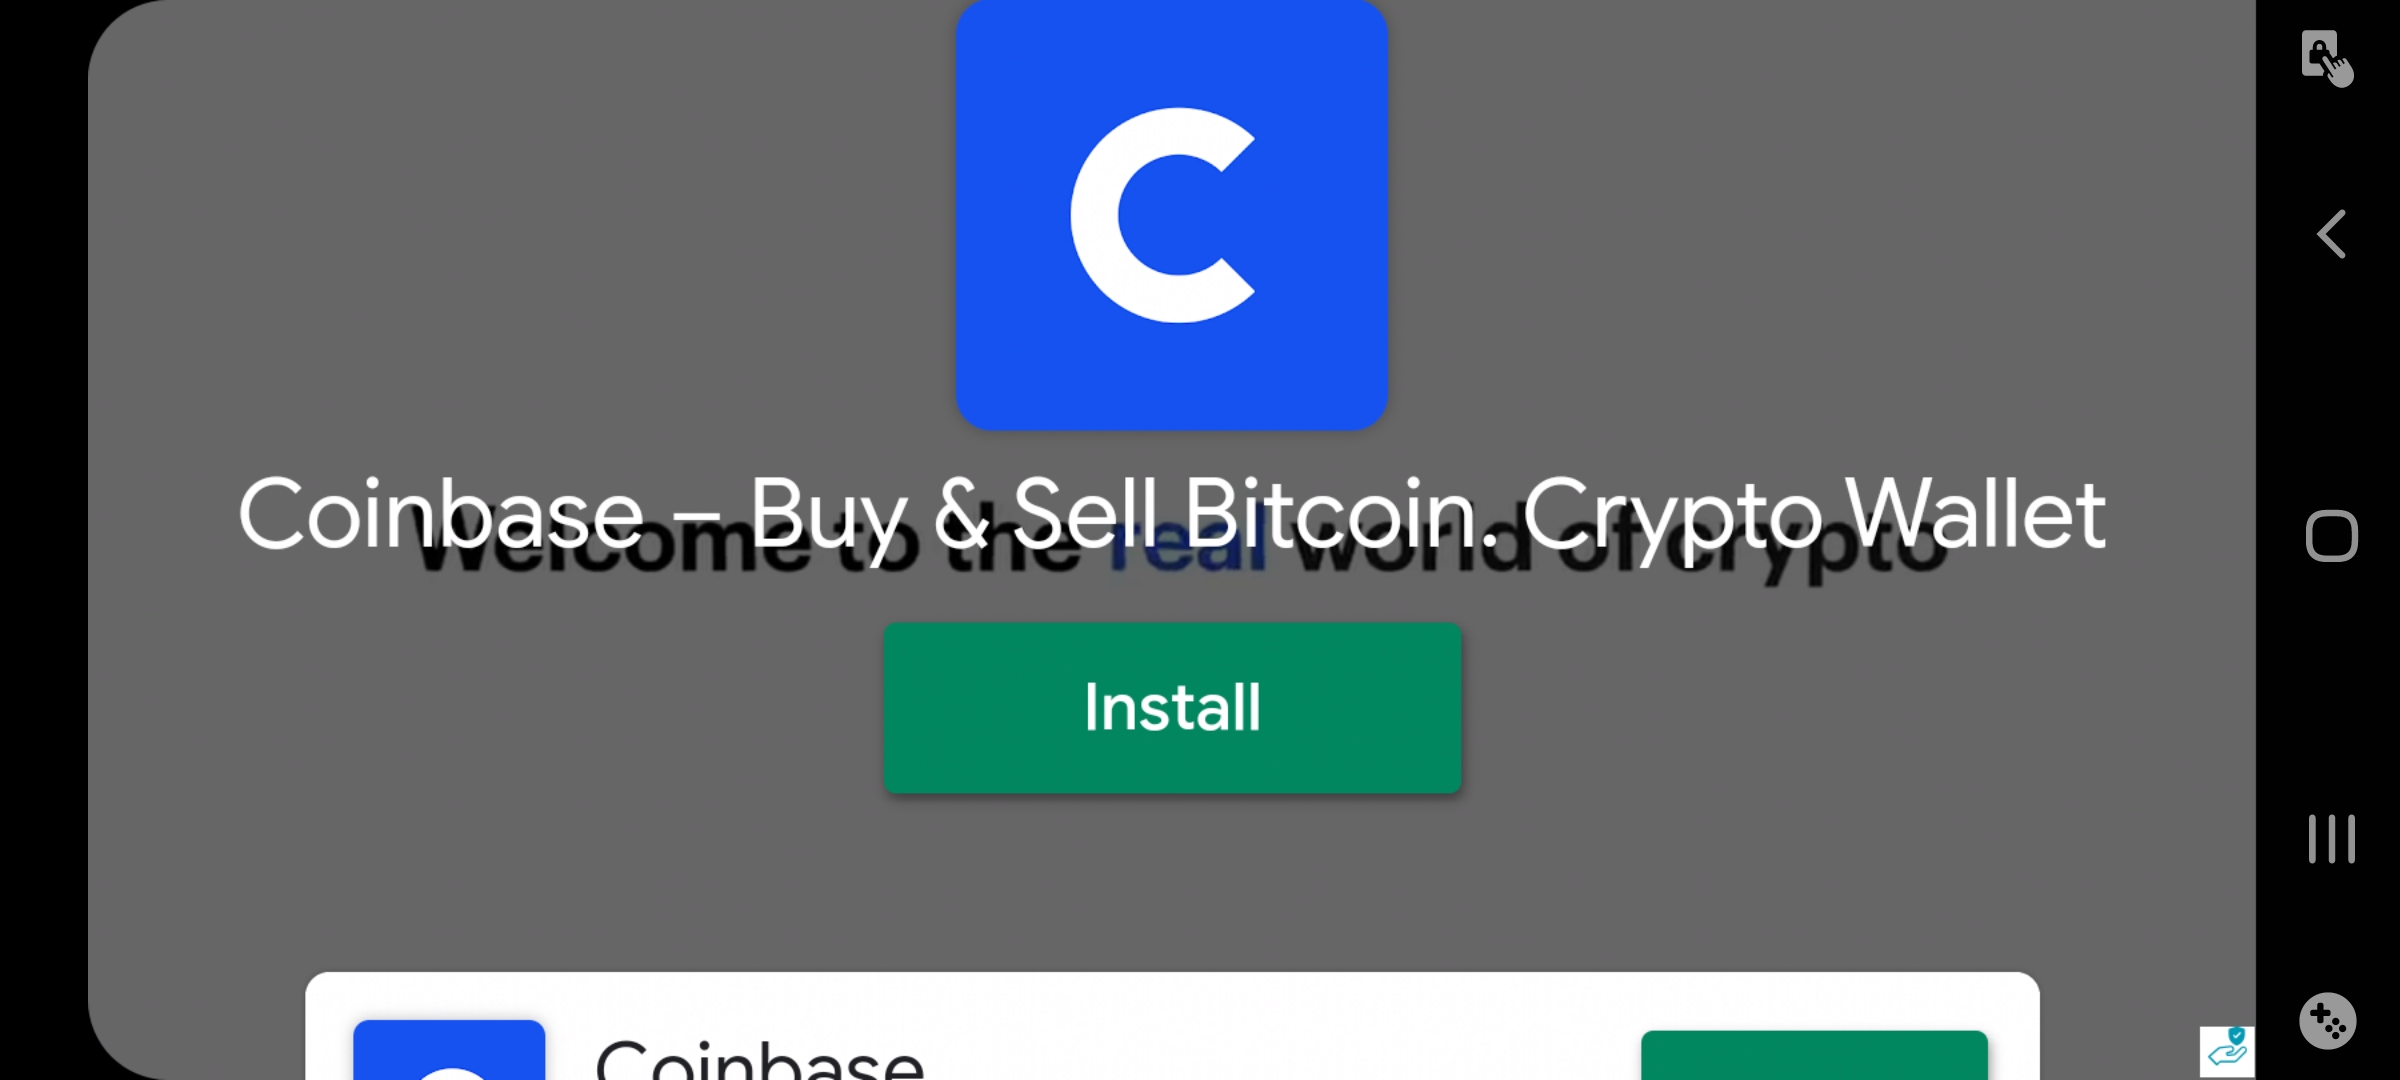 Coinbase – Buy & Sell Bitcoin. Crypto Wallet
Welcome to the real world of crypto
Install
Coinbase